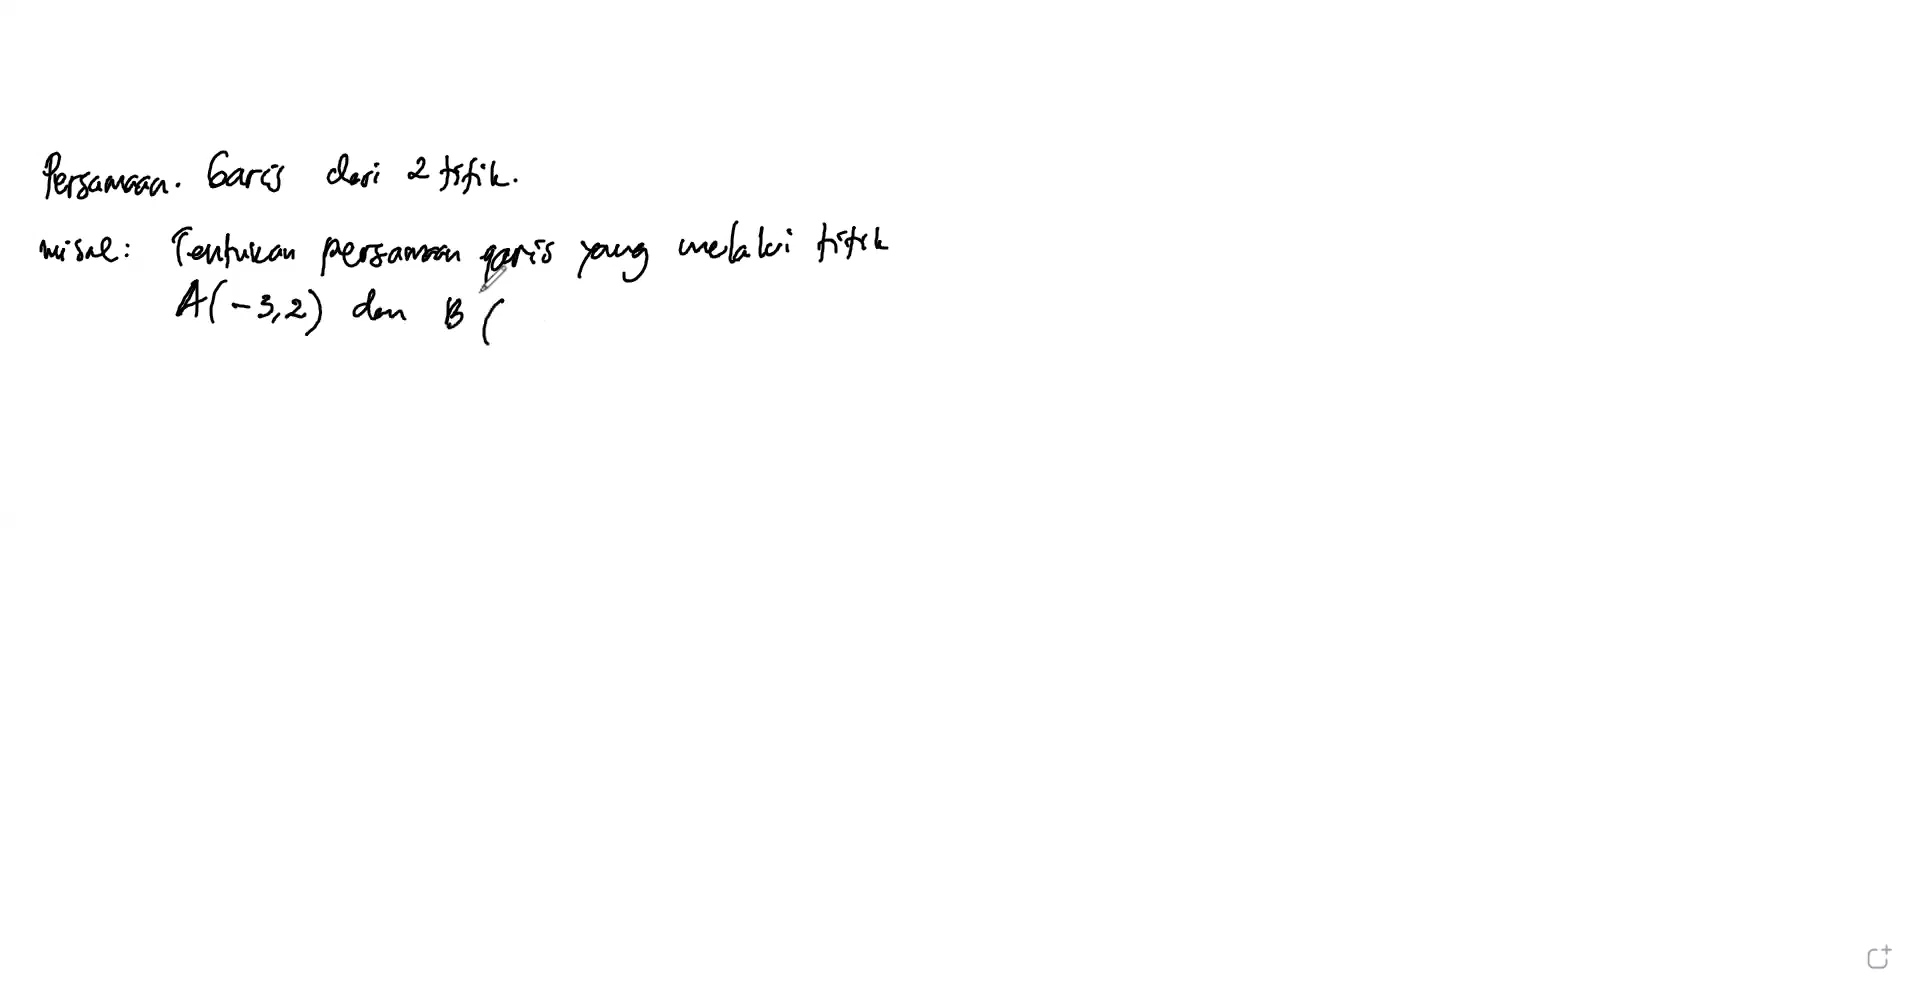 Persamaan. Garis dari 2 titik.
misal: Tentukan persamaan garis yang melalui titik
A(-3,2) dan B (